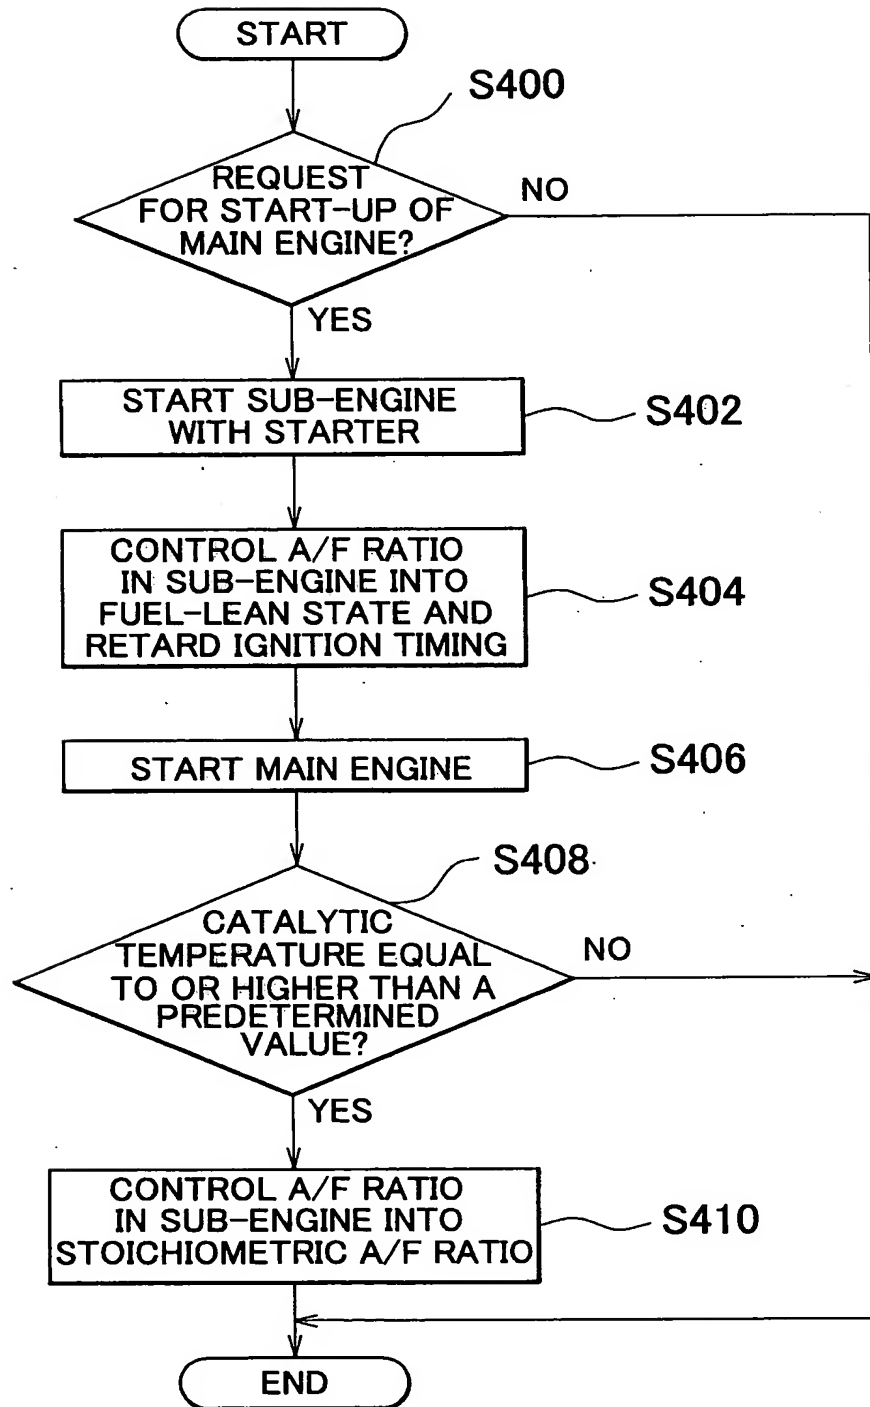 START
S400
REQUEST
FOR START-UP OF
MAIN ENGINE?
NO
YES
START SUB-ENGINE
WITH STARTER
S402
CONTROL A/F RATIO
IN SUB-ENGINE INTO
FUEL-LEAN STATE AND
RETARD IGNITION TIMING
S404
START MAIN ENGINE
S406
S408
CATALYTIC
TEMPERATURE EQUAL
TO OR HIGHER THAN A
PREDETERMINED
VALUE?
NO
YES
CONTROL A/F RATIO
IN SUB-ENGINE INTO
STOICHIOMETRIC A/F RATIO
S410
END